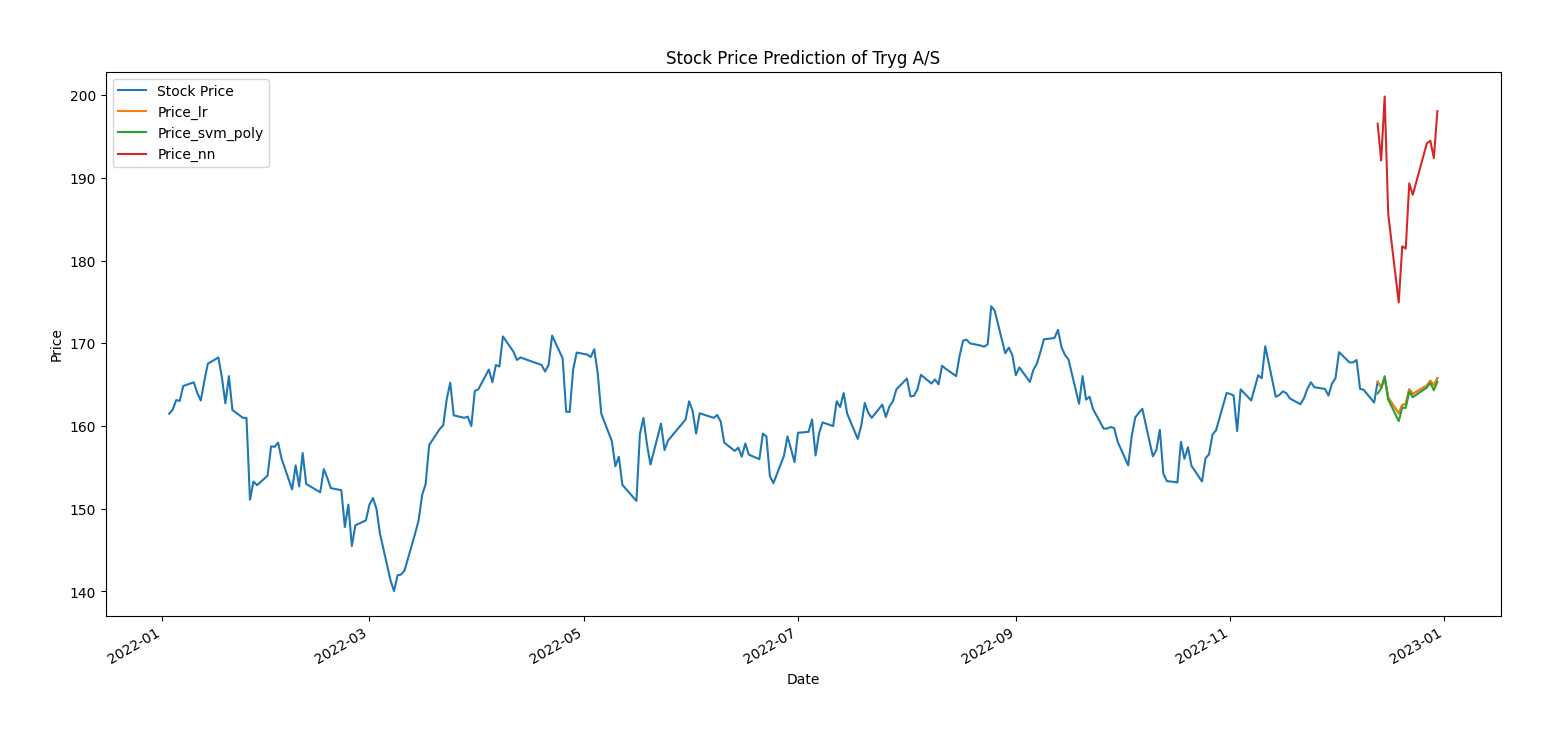 Stock Price Prediction of Tryg A/S
Stock Price
Price_lr
Price_svm_poly
Price_nn
200
190
180
170
160
150
140
Price
2022-01
2022-03
2022-05
2022-07
2022-09
2022-11
2023-01
Date